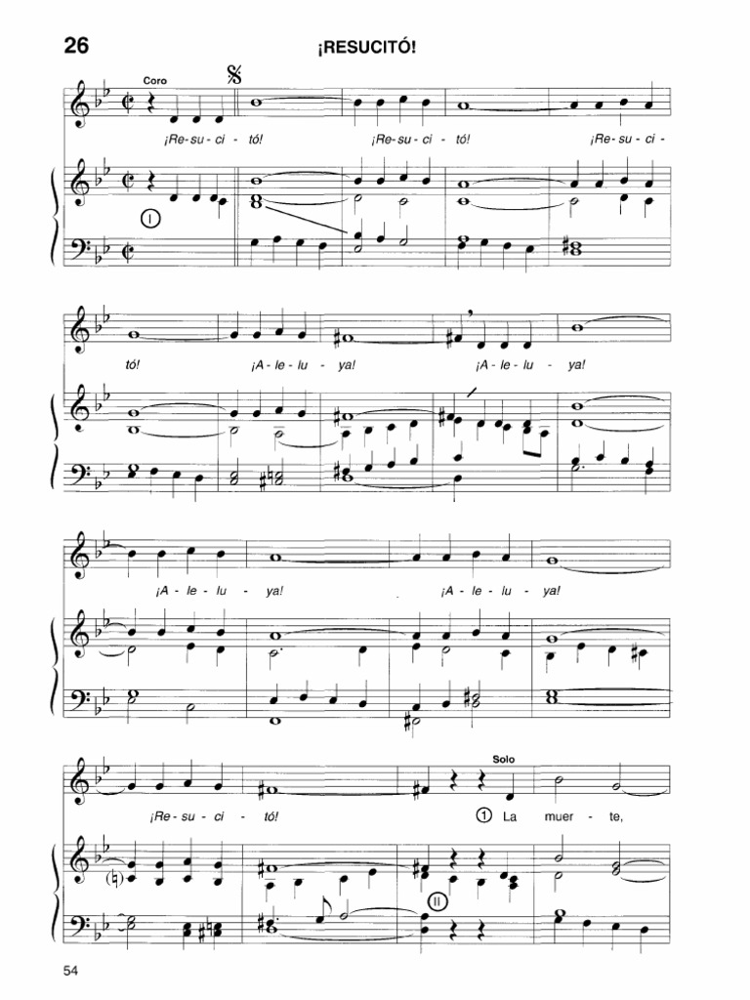 26
¡RESUCITÓ!
Coro
¡Re-su - ci - tó! ¡Re-su - ci - tó! ¡Re-su - ci -
I
tó! ¡A - le - lu - ya! ¡A - le - lu - ya!
¡A - le - lu - ya! ¡A - le - lu - ya!
Solo
¡Re - su - ci - tó! 1 La muer - te,
II
54